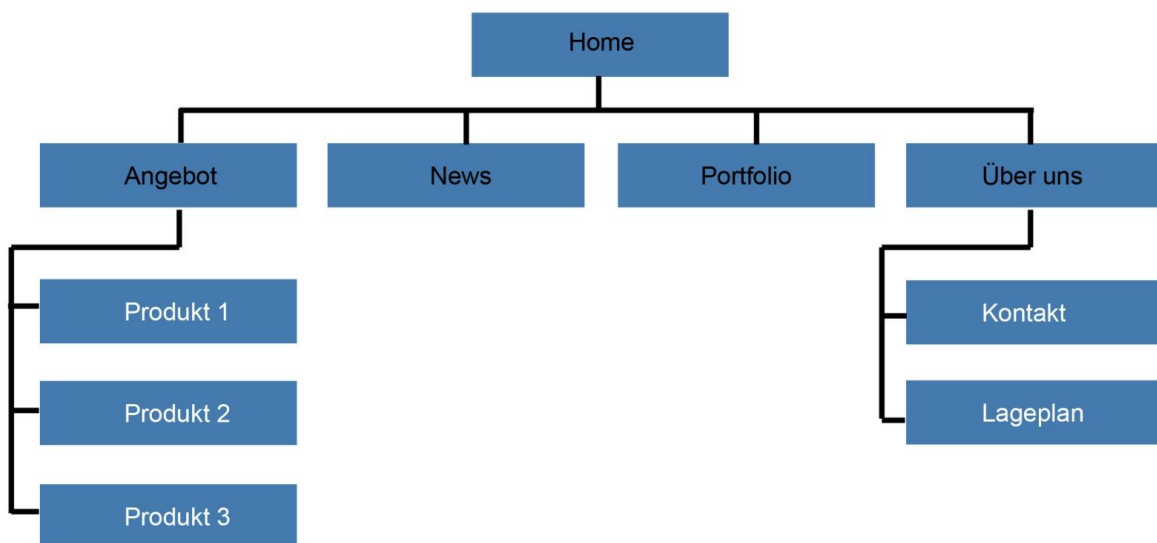 Home
Angebot
News
Portfolio
Über uns
Produkt 1
Produkt 2
Produkt 3
Kontakt
Lageplan